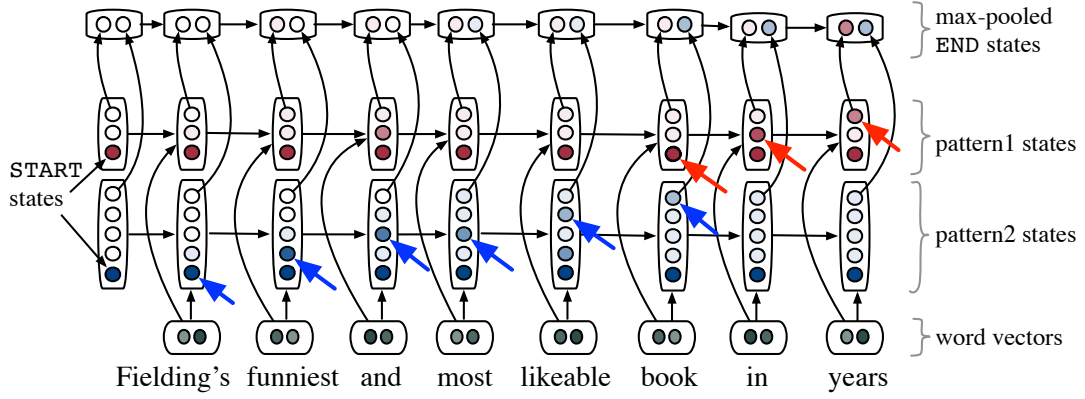 max-pooled
END states
pattern1 states
START
states
pattern2 states
word vectors
Fielding's funniest and most likeable book in years